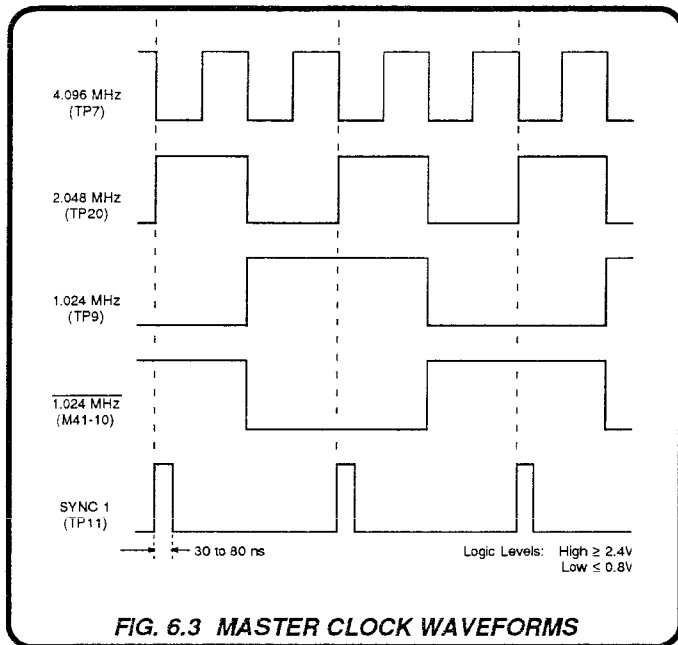 4.096 MHz
(TP7)
2.048 MHz
(TP20)
1.024 MHz
(TP9)
1.024 MHz
(M41-10)
SYNC 1
(TP11)
30 to 80 ns
Logic Levels: High ≥ 2.4V
Low ≤ 0.8V
FIG. 6.3 MASTER CLOCK WAVEFORMS